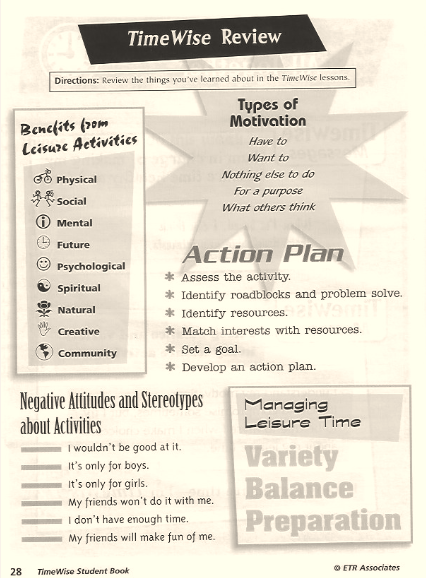 TimeWise Review
Directions: Review the things you've learned about in the TimeWise lessons.
Benefits from
Leisure Activities
Physical
Social
Mental
Future
Psychological
Spiritual
Natural
Creative
Community
Types of
Motivation
Have to
Want to
Nothing else to do
For a purpose
What others think
Action Plan
* Assess the activity.
* Identify roadblocks and problem solve.
* Identify resources.
* Match interests with resources.
* Set a goal.
* Develop an action plan.
Negative Attitudes and Stereotypes
about Activities
I wouldn't be good at it.
It's only for boys.
It's only for girls.
My friends won't do it with me.
I don't have enough time.
My friends will make fun of me.
Managing
Leisure Time
Variety
Balance
Preparation
28 TimeWise Student Book
© ETR Associates